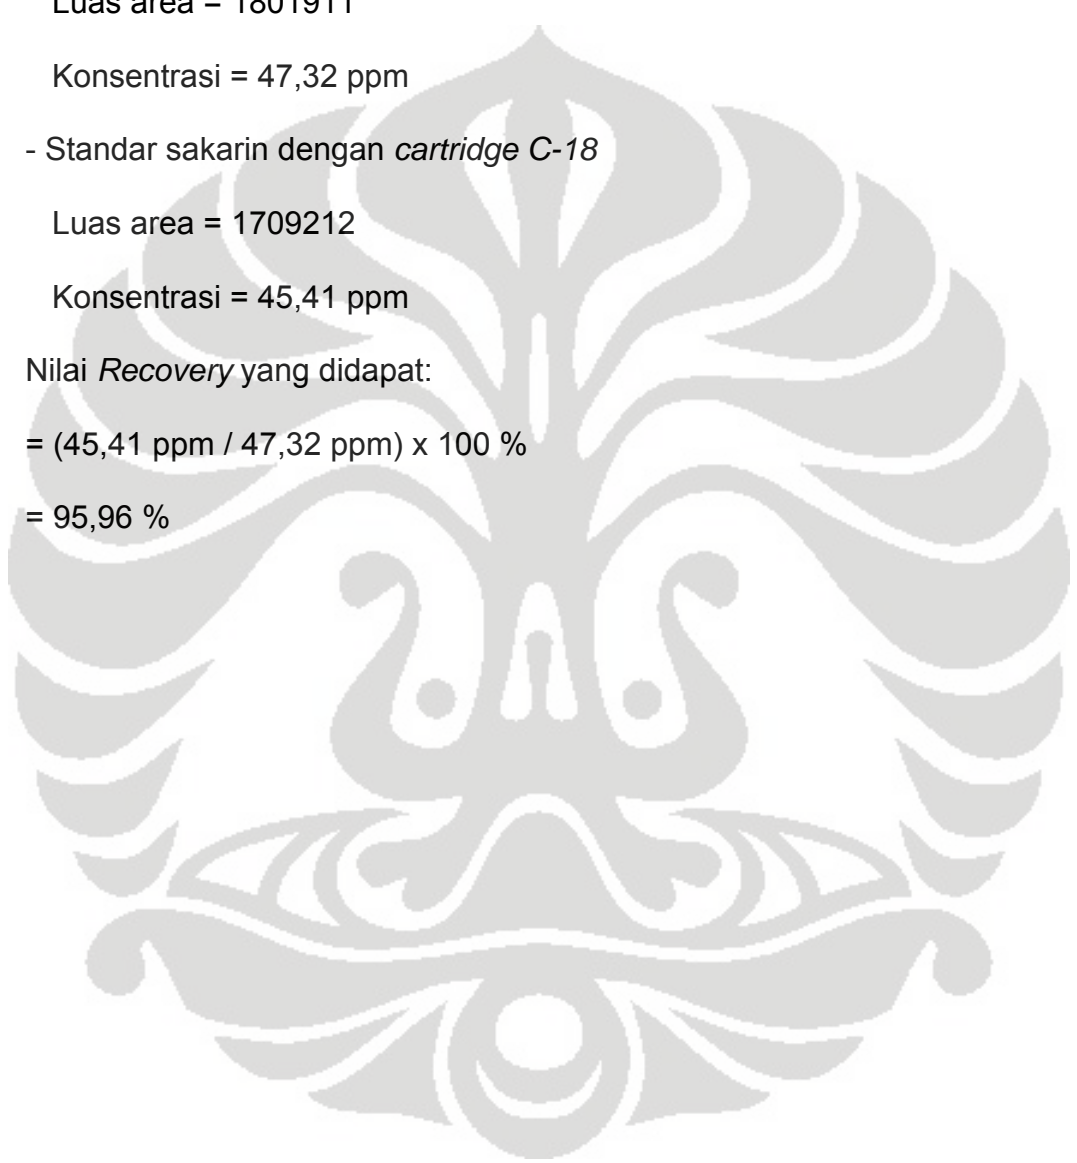 Luas area = 1801911
Konsentrasi = 47,32 ppm
- Standar sakarin dengan cartridge C-18
Luas area = 1709212
Konsentrasi = 45,41 ppm
Nilai Recovery yang didapat:
= (45,41 ppm / 47,32 ppm) x 100 %
= 95,96 %